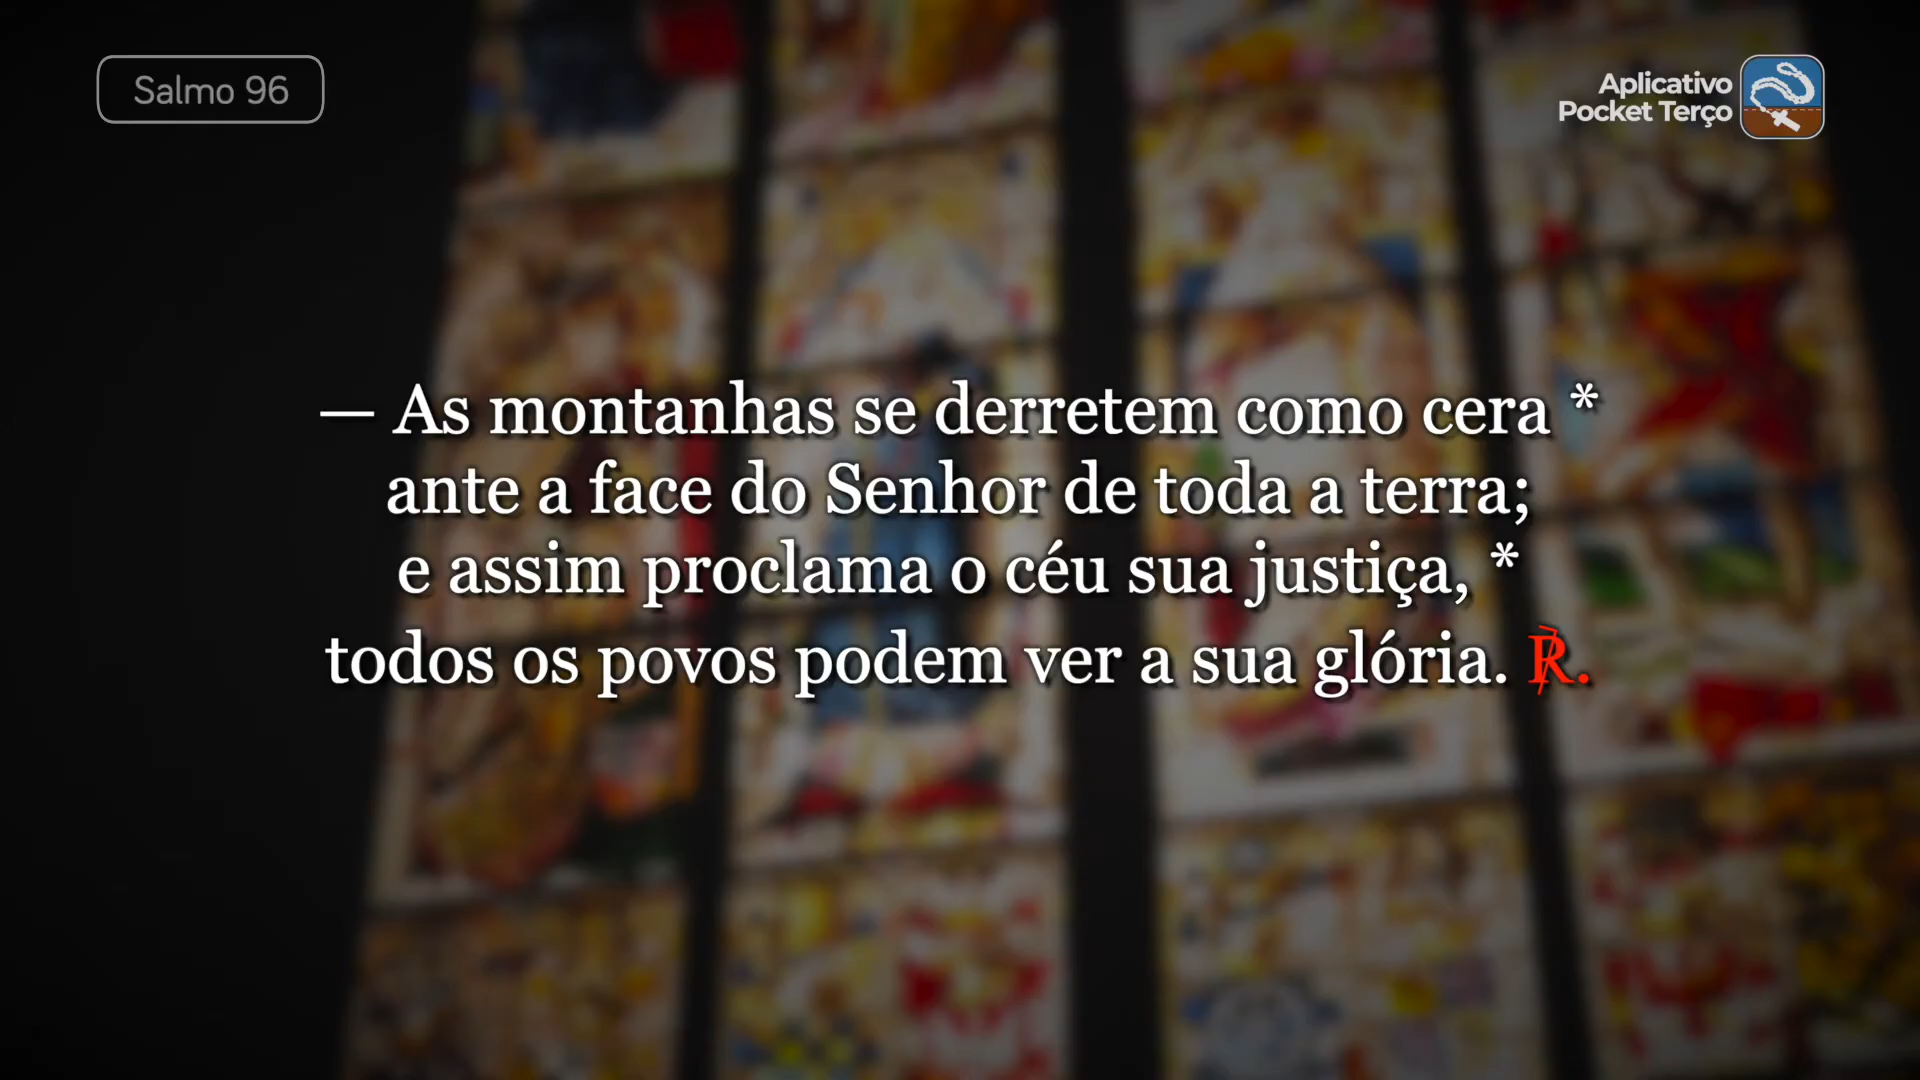 Salmo 96
Aplicativo
Pocket Terço
— As montanhas se derretem como cera *
ante a face do Senhor de toda a terra;
e assim proclama o céu sua justiça, *
todos os povos podem ver a sua glória. ℟.